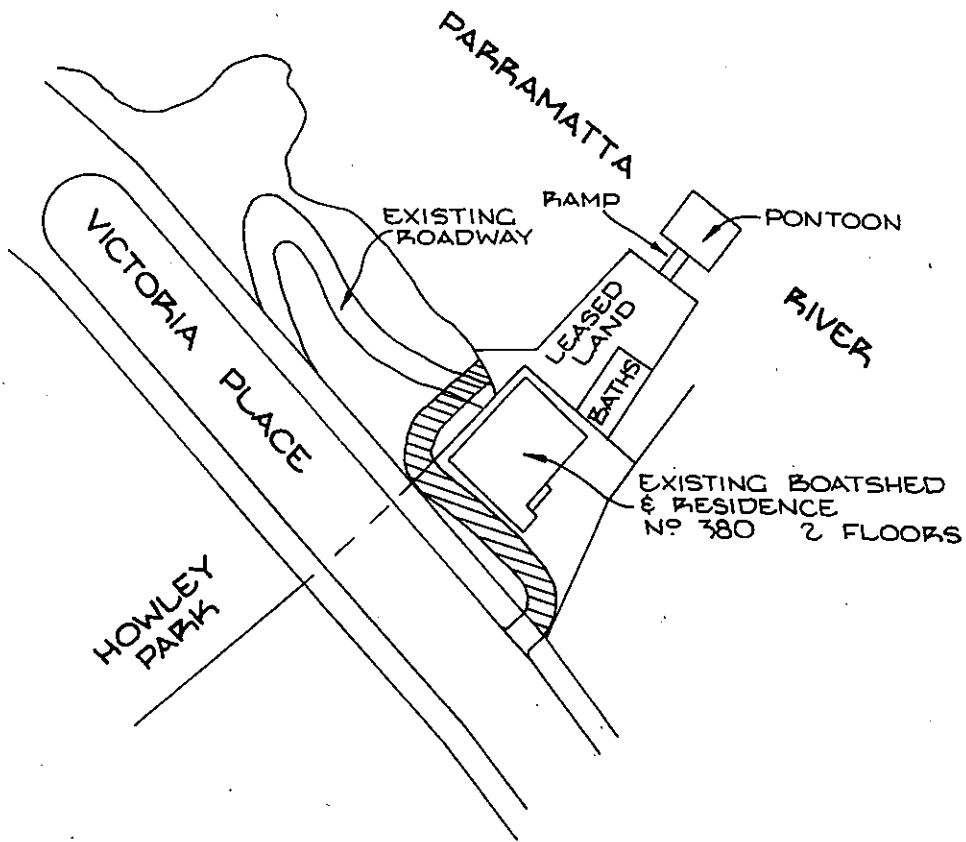 PARRAMATTA
RAMP
PONTOON
EXISTING
ROADWAY
VICTORIA PLACE
LEASED
LAND
RIVER
BATHS
EXISTING BOATSHED
& RESIDENCE
Nº 380 2 FLOORS
HOWLEY
PARK